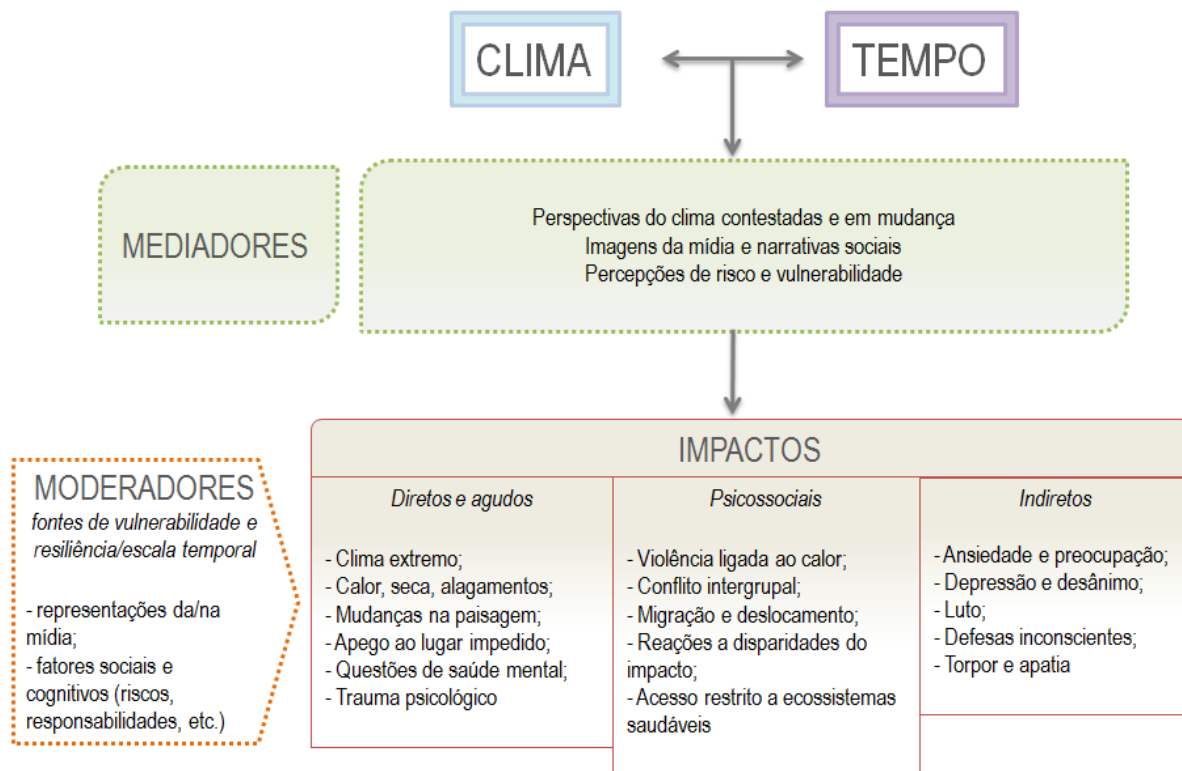 CLIMA
TEMPO
MEDIADORES
Perspectivas do clima contestadas e em mudança
Imagens da mídia e narrativas sociais
Percepções de risco e vulnerabilidade
MODERADORES
fontes de vulnerabilidade e
resiliência/escala temporal
- representações da/na
mídia;
- fatores sociais e
cognitivos (riscos,
responsabilidades, etc.)
IMPACTOS
Diretos e agudos
- Clima extremo;
- Calor, seca, alagamentos;
- Mudanças na paisagem;
- Apego ao lugar impedido;
- Questões de saúde mental;
- Trauma psicológico
Psicossociais
- Violência ligada ao calor;
- Conflito intergrupal;
- Migração e deslocamento;
- Reações a disparidades do
impacto;
- Acesso restrito a ecossistemas
saudáveis
Indiretos
- Ansiedade e preocupação;
- Depressão e desânimo;
- Luto;
- Defesas inconscientes;
- Torpor e apatia